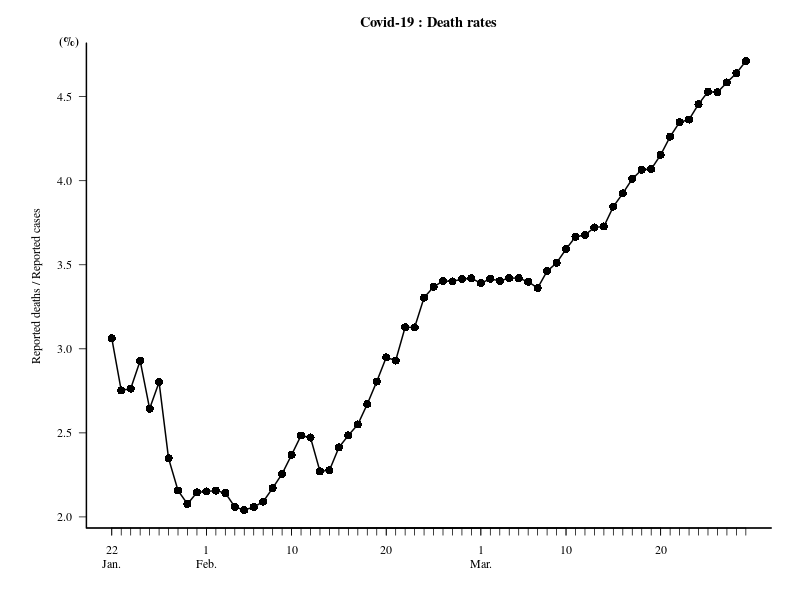 Covid-19 : Death rates
(%)
4.5
4.0
3.5
3.0
2.5
2.0
Reported deaths / Reported cases
22 1 10 20 1 10 20
Jan. Feb. Mar.